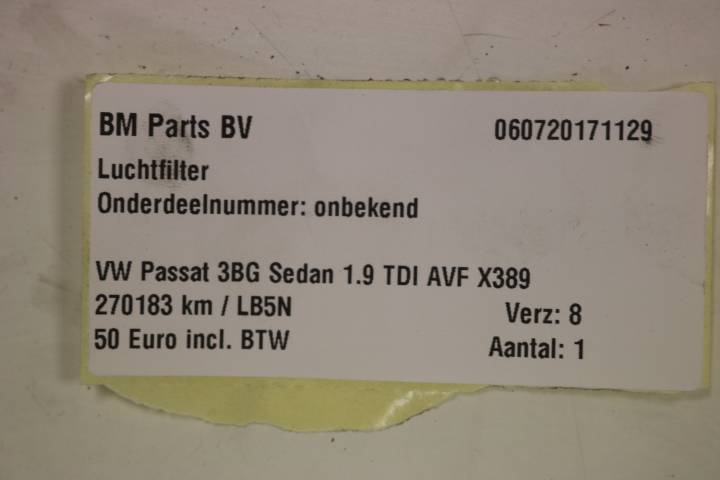 BM Parts BV 060720171129
Luchtfilter
Onderdeelnummer: onbekend
VW Passat 3BG Sedan 1.9 TDI AVF X389
270183 km / LB5N Verz: 8
50 Euro incl. BTW Aantal: 1